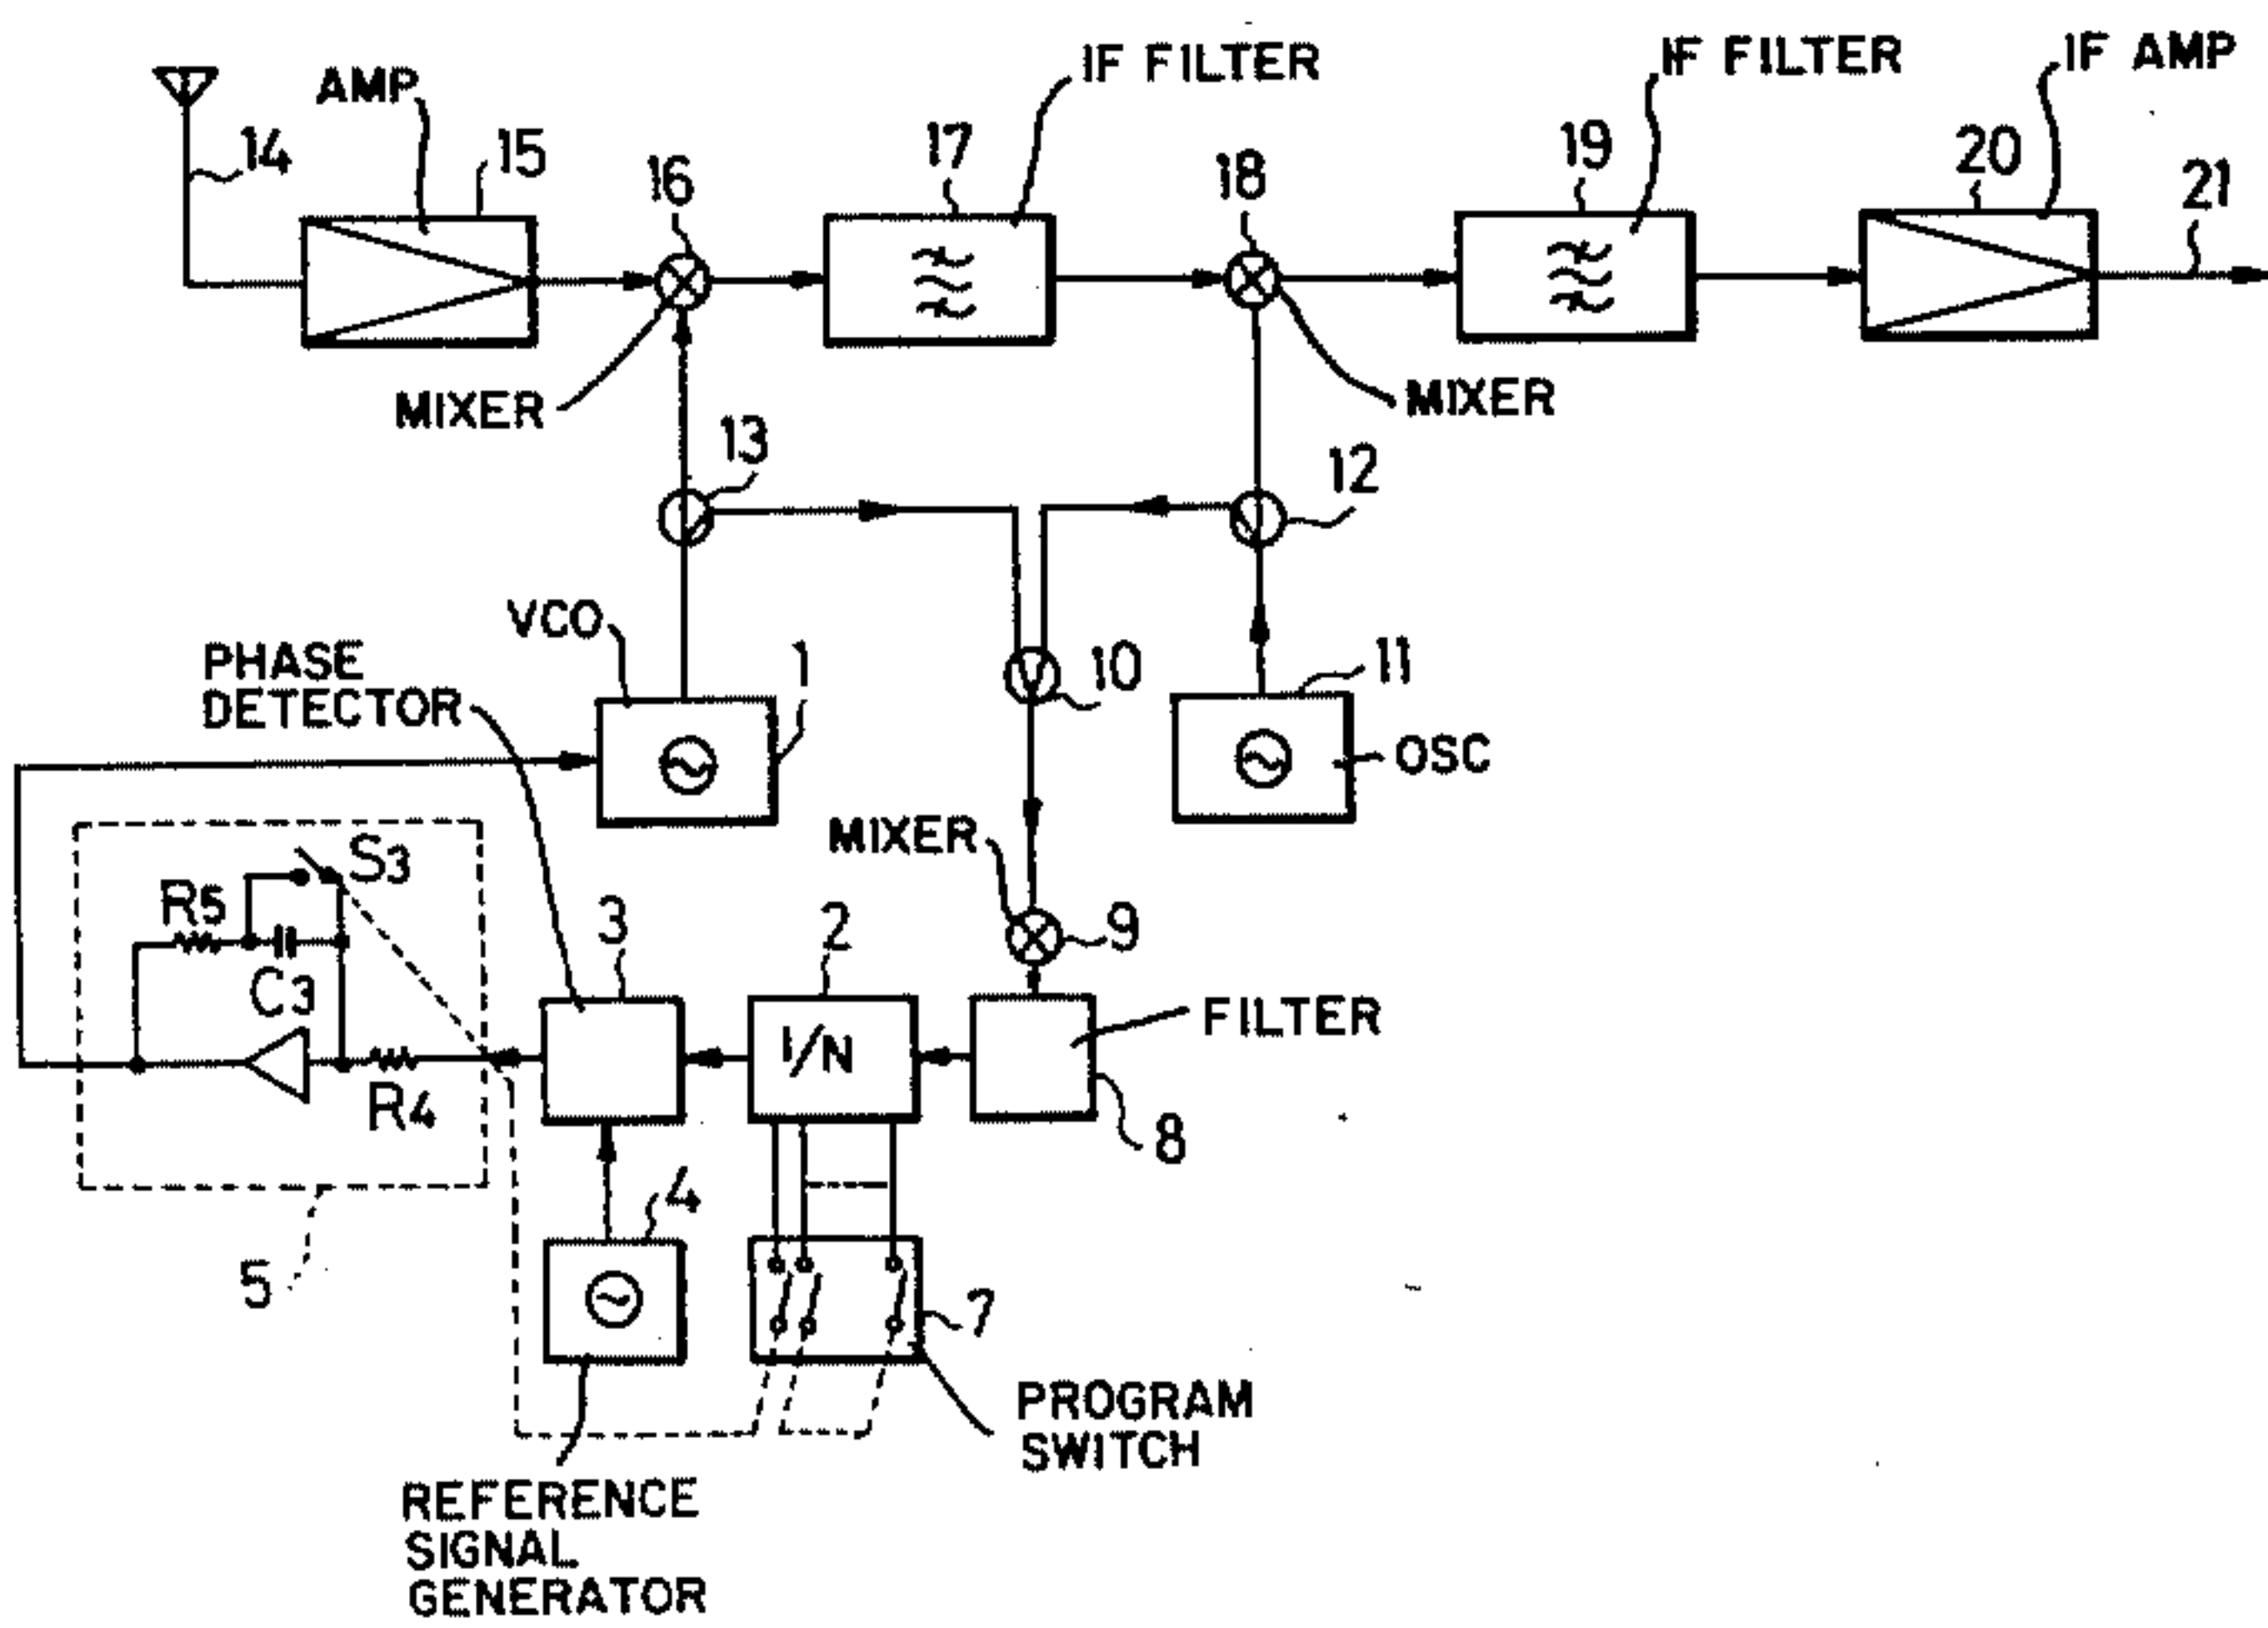 IF FILTER
IF FILTER
IF AMP
AMP
14
15
16
17
18
19
20
21
MIXER
MIXER
13
12
VCO
1
10
11
PHASE
DETECTOR
OSC
MIXER
S3
R5
3
2
9
C3
1/N
FILTER
R4
8
4
5
7
PROGRAM
SWITCH
REFERENCE
SIGNAL
GENERATOR